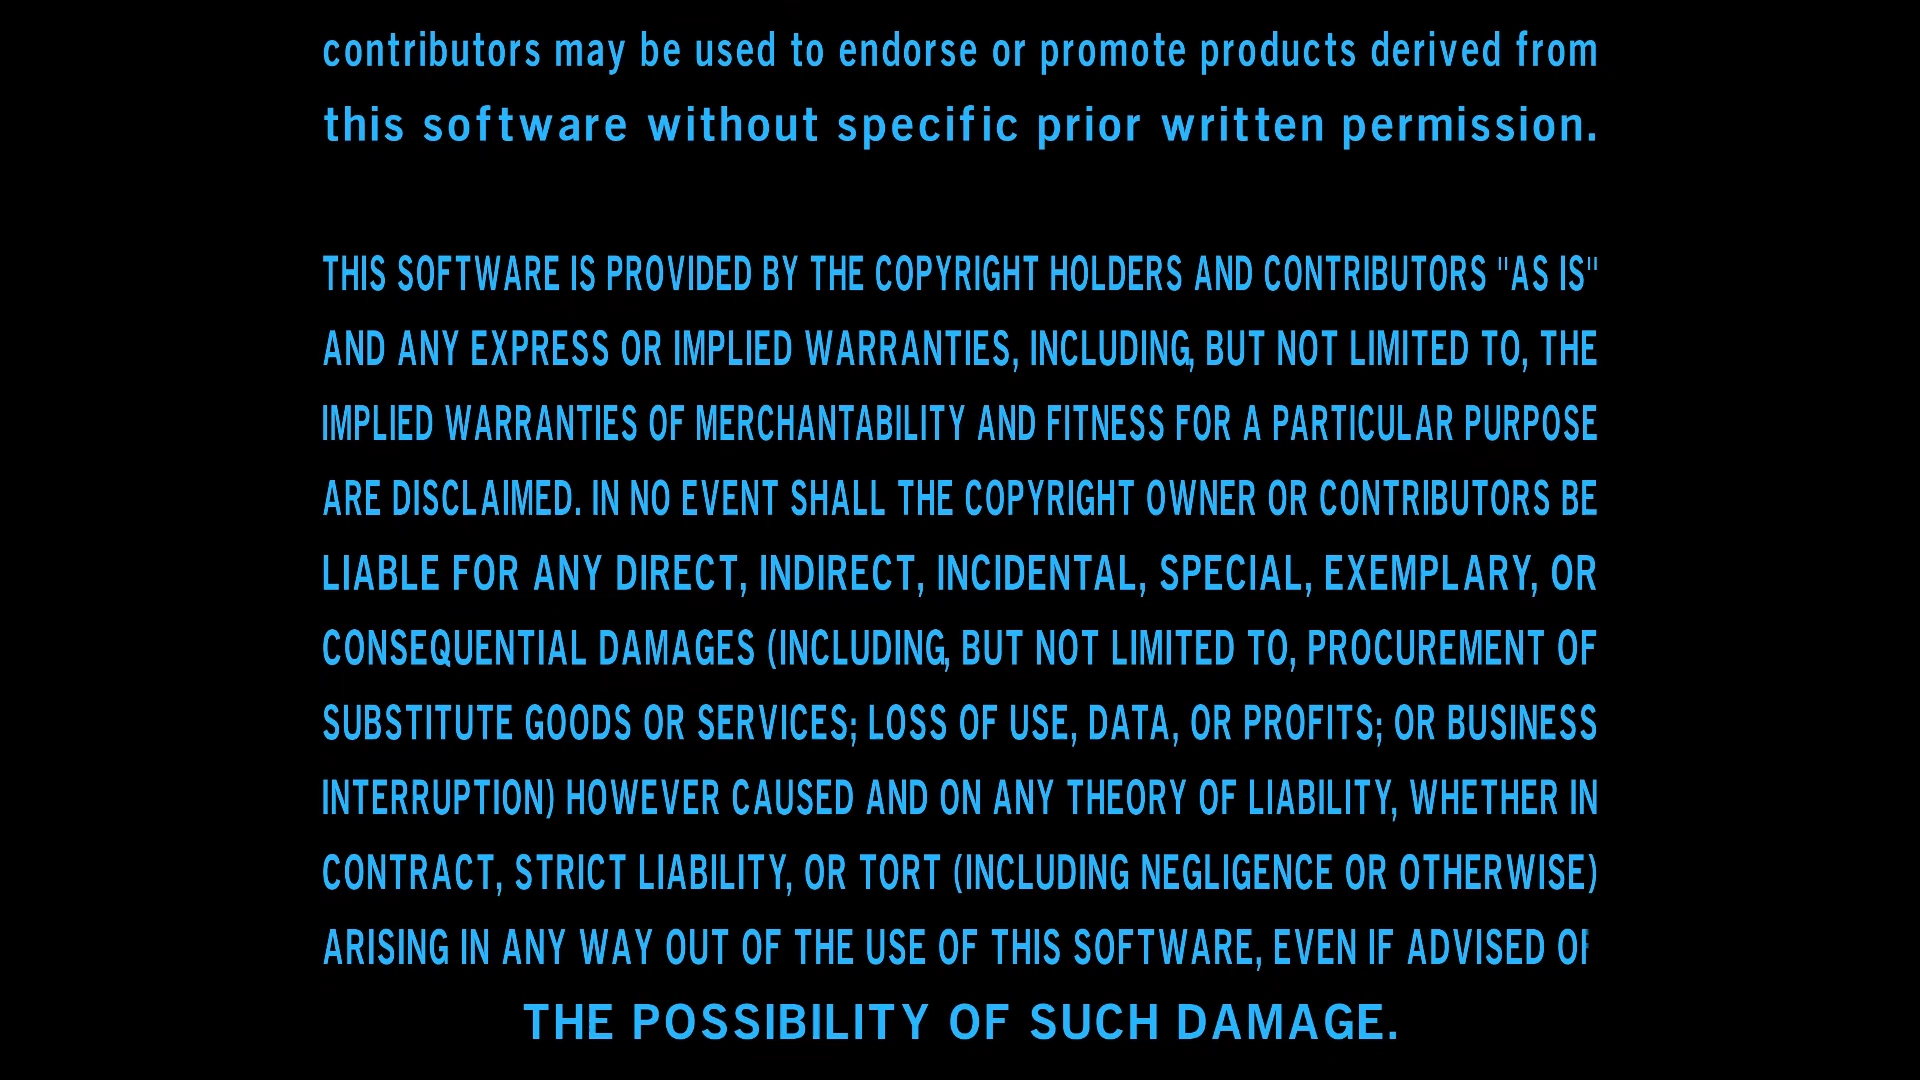 contributors may be used to endorse or promote products derived from
this software without specific prior written permission.
THIS SOFTWARE IS PROVIDED BY THE COPYRIGHT HOLDERS AND CONTRIBUTORS "AS IS"
AND ANY EXPRESS OR IMPLIED WARRANTIES, INCLUDING, BUT NOT LIMITED TO, THE
IMPLIED WARRANTIES OF MERCHANTABILITY AND FITNESS FOR A PARTICULAR PURPOSE
ARE DISCLAIMED. IN NO EVENT SHALL THE COPYRIGHT OWNER OR CONTRIBUTORS BE
LIABLE FOR ANY DIRECT, INDIRECT, INCIDENTAL, SPECIAL, EXEMPLARY, OR
CONSEQUENTIAL DAMAGES (INCLUDING, BUT NOT LIMITED TO, PROCUREMENT OF
SUBSTITUTE GOODS OR SERVICES; LOSS OF USE, DATA, OR PROFITS; OR BUSINESS
INTERRUPTION) HOWEVER CAUSED AND ON ANY THEORY OF LIABILITY, WHETHER IN
CONTRACT, STRICT LIABILITY, OR TORT (INCLUDING NEGLIGENCE OR OTHERWISE)
ARISING IN ANY WAY OUT OF THE USE OF THIS SOFTWARE, EVEN IF ADVISED OF
THE POSSIBILITY OF SUCH DAMAGE.